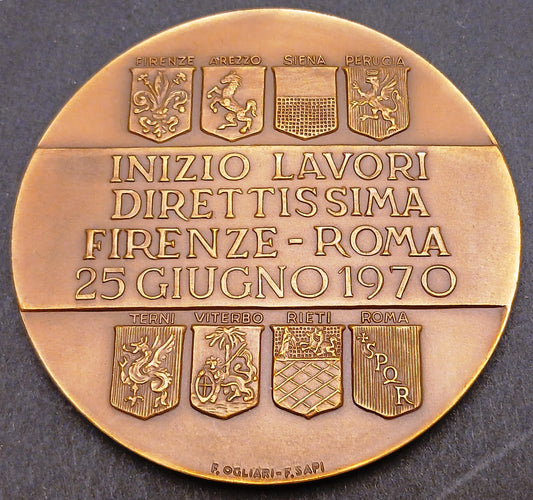 FIRENZE AREZZO SIENA PERUGIA
INIZIO LAVORI
DIRETTISSIMA
FIRENZE-ROMA
25 GIUGNO 1970
TERNI VITERBO RIETI ROMA
SPQR
F. OGLIARI-F. SAPI